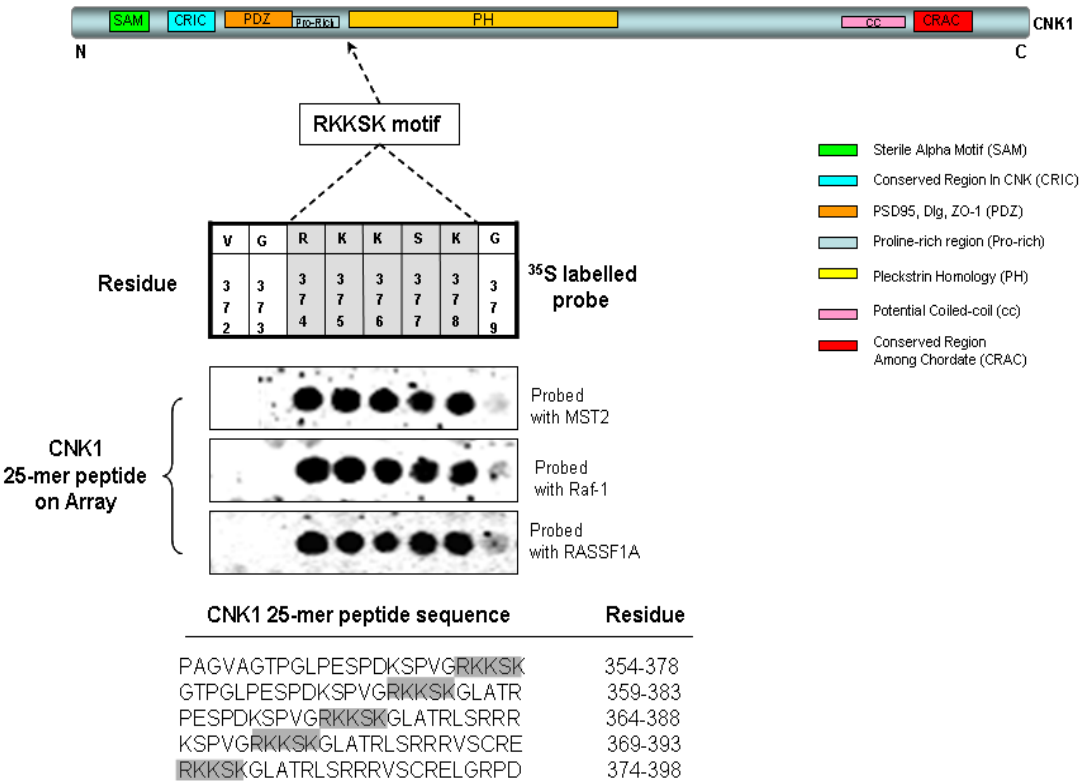 SAM CRIC PDZ Pro-Rich PH CC CRAC CNK1
N C
RKKSK motif
Sterile Alpha Motif (SAM)
Conserved Region In CNK (CRIC)
PSD95, Dlg, ZO-1 (PDZ)
Proline-rich region (Pro-rich)
Pleckstrin Homology (PH)
Potential Coiled-coil (cc)
Conserved Region
Among Chordate (CRAC)
V G R K K S K G
Residue
372 373 374 375 376 377 378 379
35S labelled
probe
CNK1
25-mer peptide
on Array
Probed
with MST2
Probed
with Raf-1
Probed
with RASSF1A
CNK1 25-mer peptide sequence Residue
PAGVAGTPGLPESPDKSPVGRKKSK 354-378
GTPGLPESPDKSPVGRKKSKGLATR 359-383
PESPDKSPVGRKKSKGLATRLSRRR 364-388
KSPVGRKKSKGLATRLSRRRVSCRE 369-393
RKKSKGLATRLSRRRVSCRELGRPD 374-398